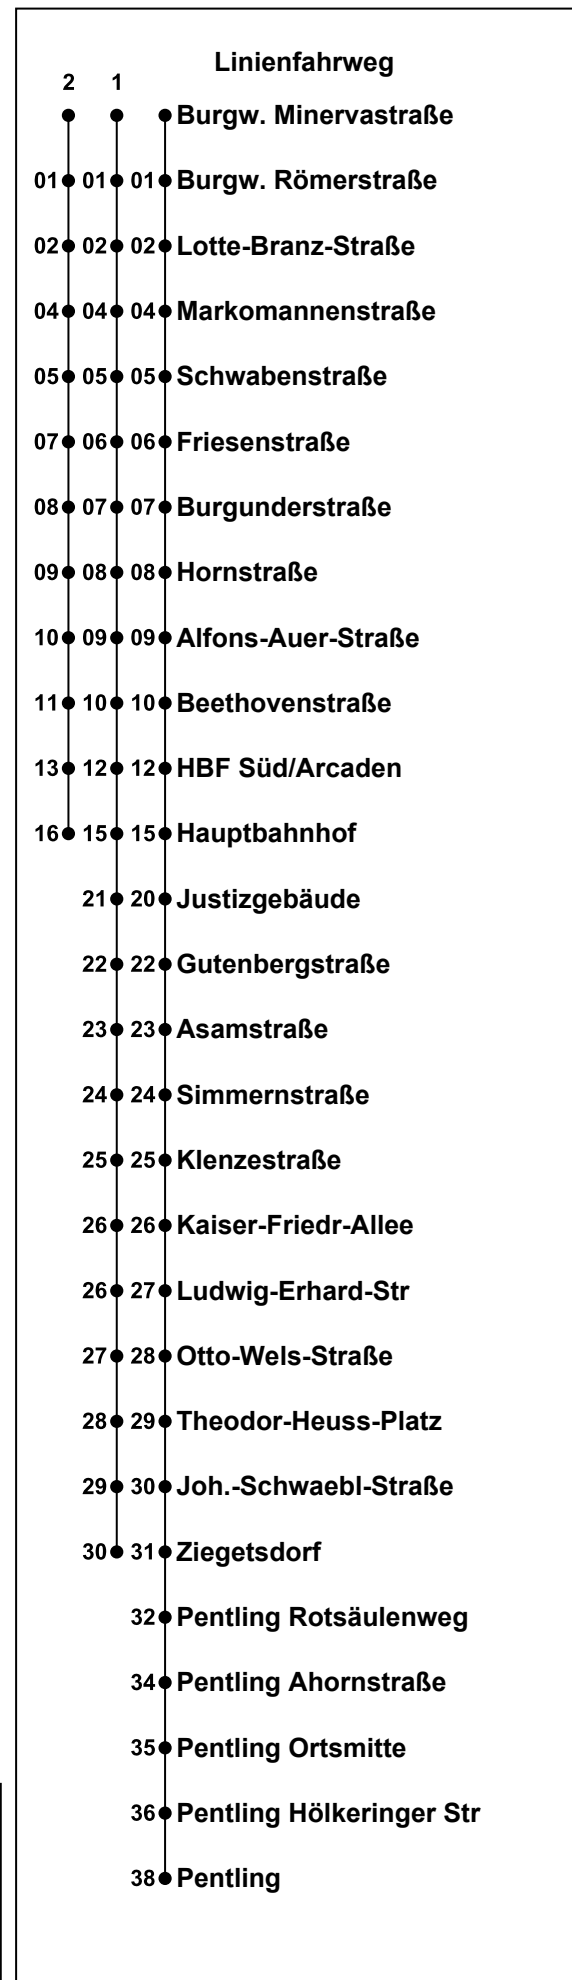 Linienfahrweg
2 1
Burgw. Minervastraße
01 01 01 Burgw. Römerstraße
02 02 02 Lotte-Branz-Straße
04 04 04 Markomannenstraße
05 05 05 Schwabenstraße
07 06 06 Friesenstraße
08 07 07 Burgunderstraße
09 08 08 Hornstraße
10 09 09 Alfons-Auer-Straße
11 10 10 Beethovenstraße
13 12 12 HBF Süd/Arcaden
16 15 15 Hauptbahnhof
21 20 Justizgebäude
22 22 Gutenbergstraße
23 23 Asamstraße
24 24 Simmernstraße
25 25 Klenzestraße
26 26 Kaiser-Friedr-Allee
26 27 Ludwig-Erhard-Str
27 28 Otto-Wels-Straße
28 29 Theodor-Heuss-Platz
29 30 Joh.-Schwaebl-Straße
30 31 Ziegetsdorf
32 Pentling Rotsäulenweg
34 Pentling Ahornstraße
35 Pentling Ortsmitte
36 Pentling Hölkeringer Str
38 Pentling